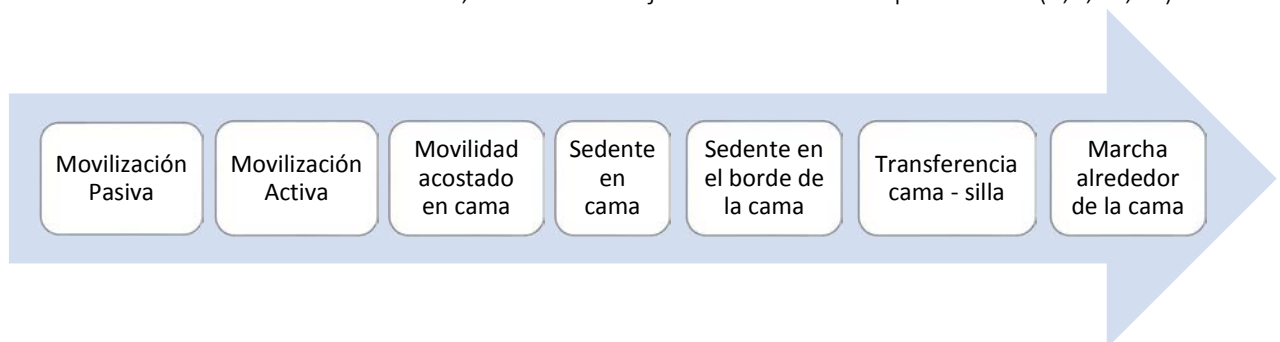 Movilización
Pasiva
Movilización
Activa
Movilidad
acostado
en cama
Sedente
en
cama
Sedente en
el borde de
la cama
Transferencia
cama - silla
Marcha
alrededor
de la cama